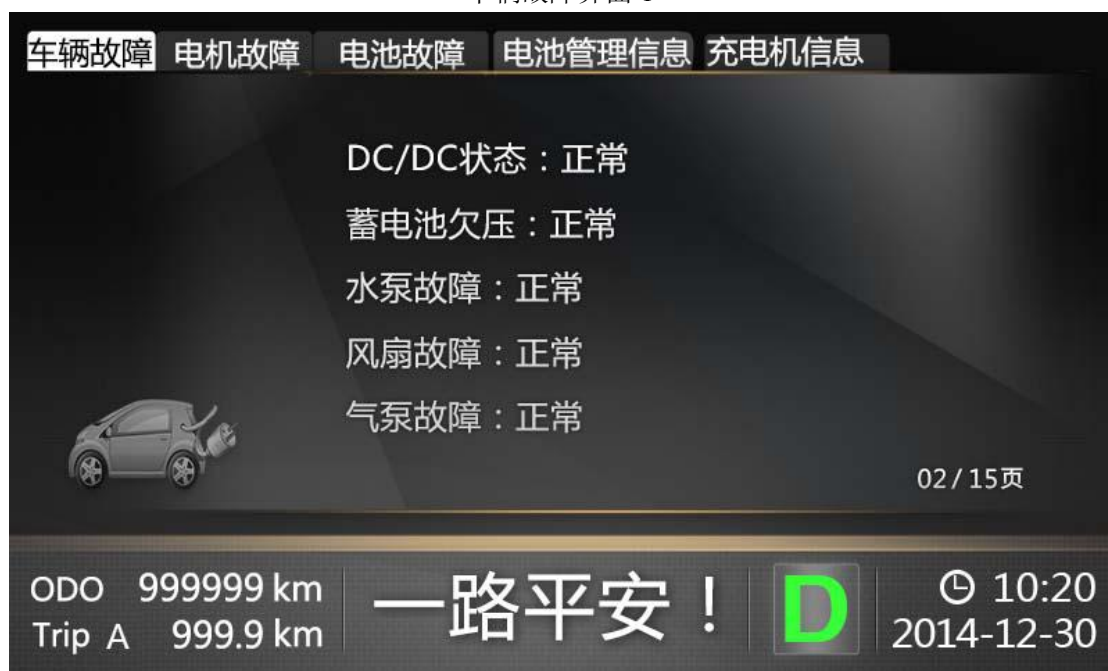 车辆故障 电机故障 电池故障 电池管理信息 充电机信息
DC/DC状态：正常
蓄电池欠压：正常
水泵故障：正常
风扇故障：正常
气泵故障：正常
02/15页
ODO 999999 km
Trip A 999.9 km
一路平安！
D
10:20
2014-12-30